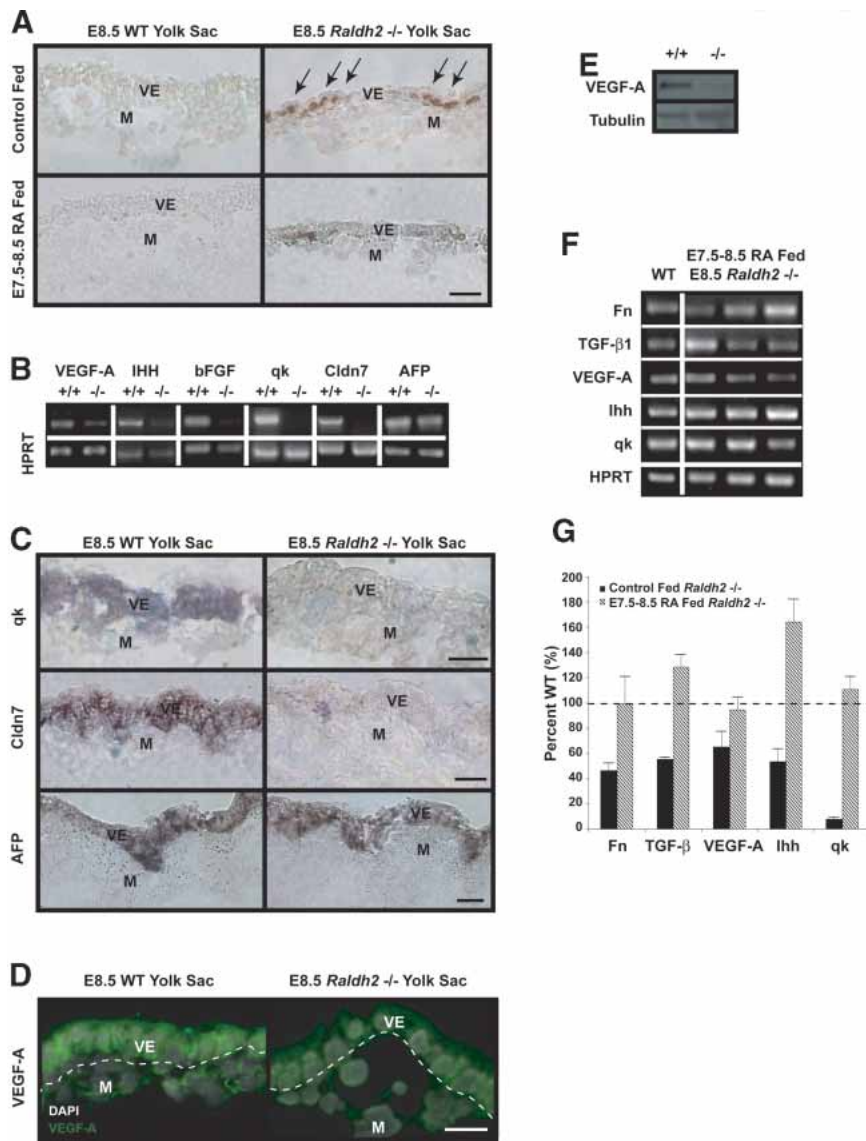 A
E8.5 WT Yolk Sac
E8.5 Raldh2 -/- Yolk Sac
Control Fed
VE
M
VE
M
E7.5-8.5 RA Fed
VE
M
VE
M
B
VEGF-A IHH bFGF qk Cldn7 AFP
+/+ -/- +/+ -/- +/+ -/- +/+ -/- +/+ -/- +/+ -/-
HPRT
C
E8.5 WT Yolk Sac
E8.5 Raldh2 -/- Yolk Sac
qk
VE
M
VE
M
Cldn7
VE
M
VE
M
AFP
VE
M
VE
M
D
E8.5 WT Yolk Sac
E8.5 Raldh2 -/- Yolk Sac
VEGF-A
VE
M
DAPI
VEGF-A
VE
M
E
+/+ -/-
VEGF-A
Tubulin
F
E7.5-8.5 RA Fed
WT E8.5 Raldh2 -/-
Fn
TGF-β1
VEGF-A
Ihh
qk
HPRT
G
Control Fed Raldh2 -/-
E7.5-8.5 RA Fed Raldh2 -/-
Percent WT (%)
200
180
160
140
120
100
80
60
40
20
0
Fn TGF-β VEGF-A Ihh qk